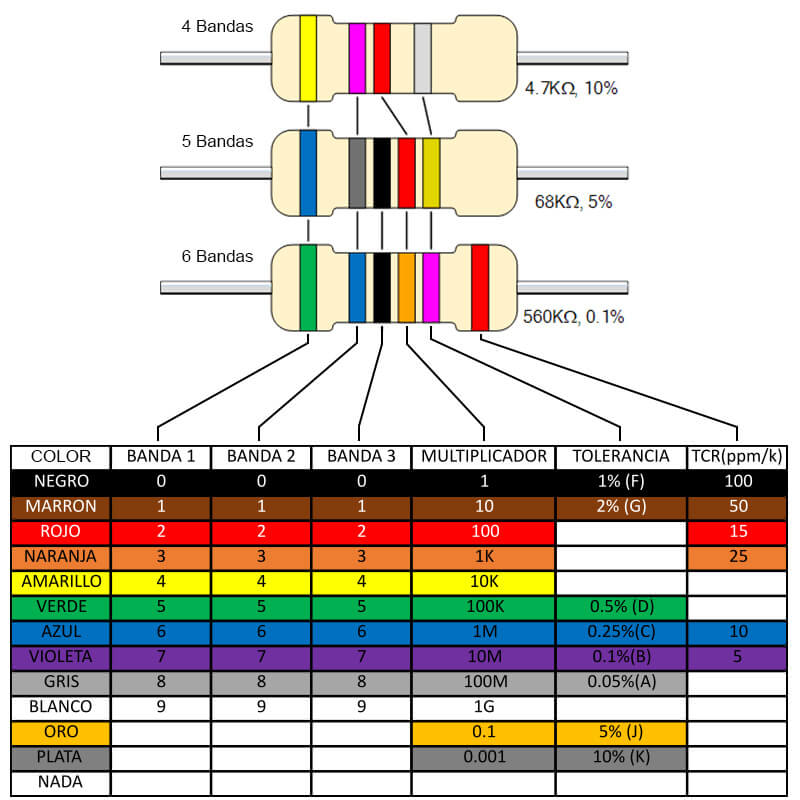 4 Bandas
4.7KΩ, 10%
5 Bandas
68KΩ, 5%
6 Bandas
560KΩ, 0.1%
COLOR BANDA 1 BANDA 2 BANDA 3 MULTIPLICADOR TOLERANCIA TCR(ppm/k)
NEGRO 0 0 0 1 1% (F) 100
MARRON 1 1 1 10 2% (G) 50
ROJO 2 2 2 100 15
NARANJA 3 3 3 1K 25
AMARILLO 4 4 4 10K
VERDE 5 5 5 100K 0.5% (D)
AZUL 6 6 6 1M 0.25%(C) 10
VIOLETA 7 7 7 10M 0.1%(B) 5
GRIS 8 8 8 100M 0.05%(A)
BLANCO 9 9 9 1G
ORO 0.1 5% (J)
PLATA 0.001 10% (K)
NADA